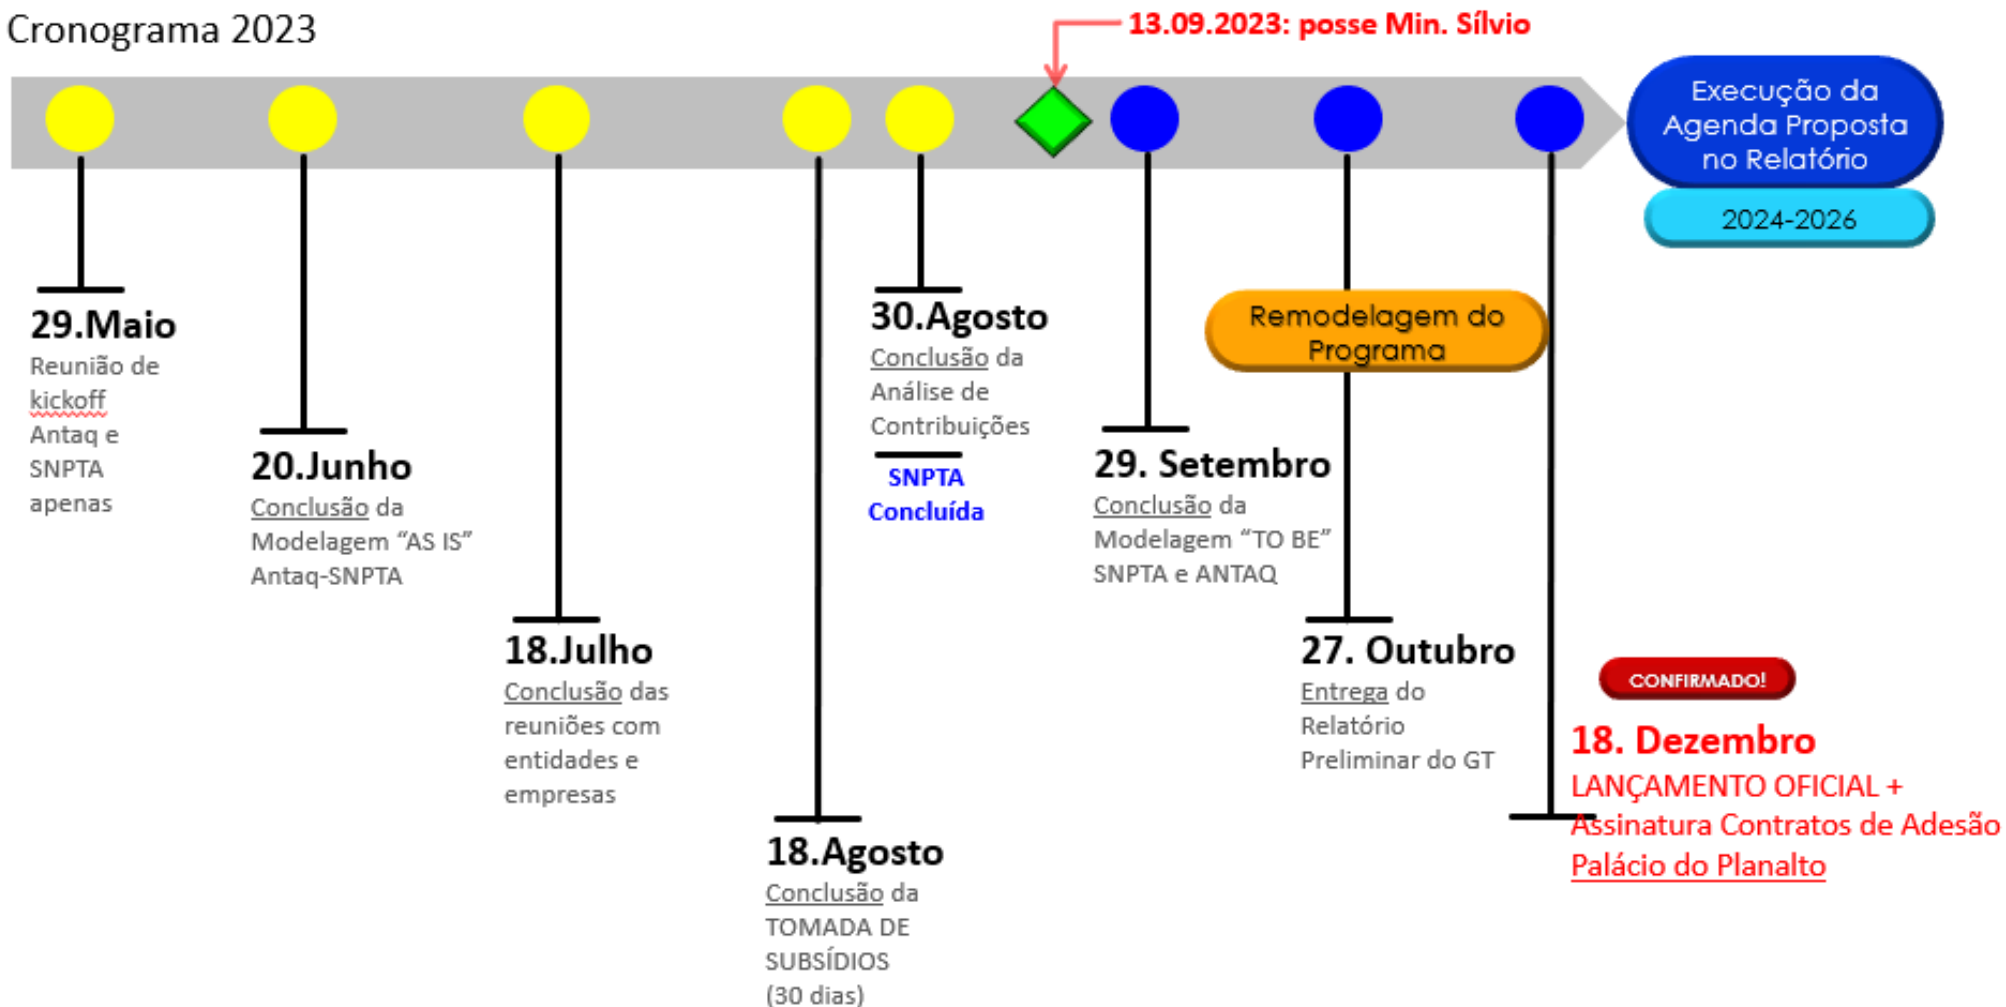 Cronograma 2023
13.09.2023: posse Min. Sílvio
Execução da
Agenda Proposta
no Relatório
2024-2026
29.Maio
Reunião de
kickoff
Antaq e
SNPTA
apenas
20.Junho
Conclusão da
Modelagem “AS IS”
Antaq-SNPTA
18.Julho
Conclusão das
reuniões com
entidades e
empresas
18.Agosto
Conclusão da
TOMADA DE
SUBSÍDIOS
(30 dias)
30.Agosto
Conclusão da
Análise de
Contribuições
SNPTA
Concluída
29. Setembro
Conclusão da
Modelagem “TO BE”
SNPTA e ANTAQ
Remodelagem do
Programa
27. Outubro
Entrega do
Relatório
Preliminar do GT
CONFIRMADO!
18. Dezembro
LANÇAMENTO OFICIAL +
Assinatura Contratos de Adesão
Palácio do Planalto